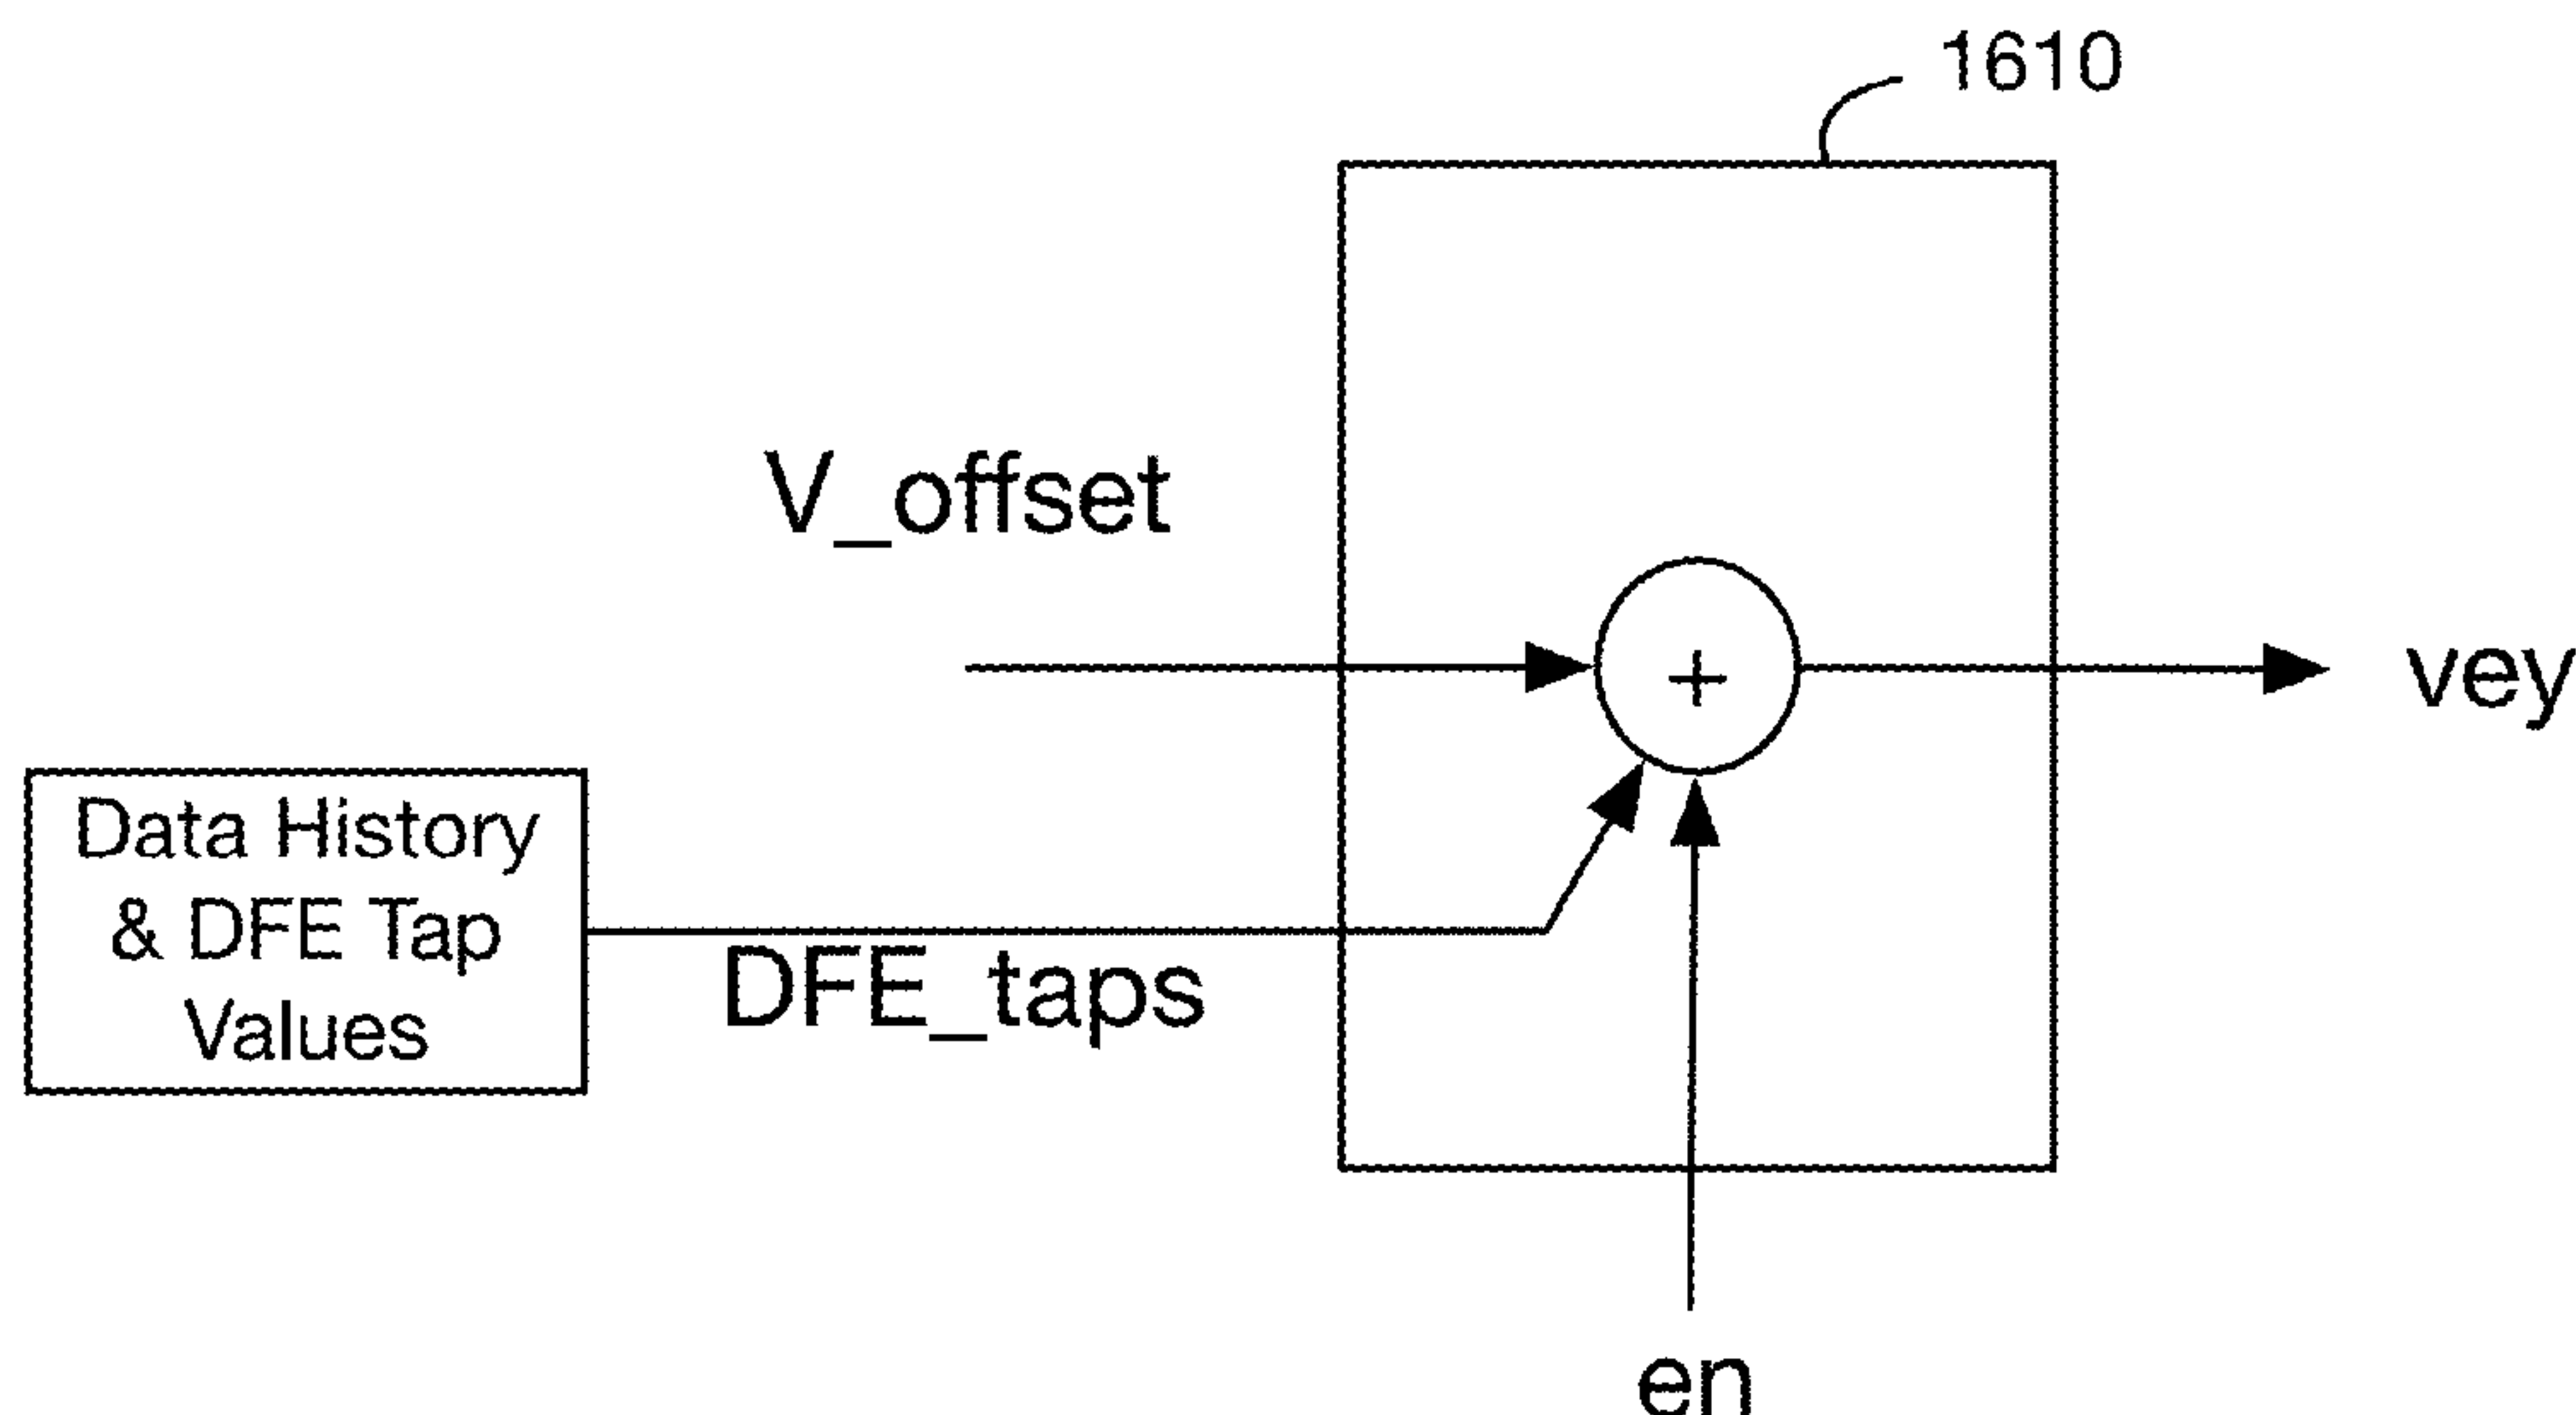 1610
V_offset
+
vey
Data History
& DFE Tap
Values
DFE_taps
en